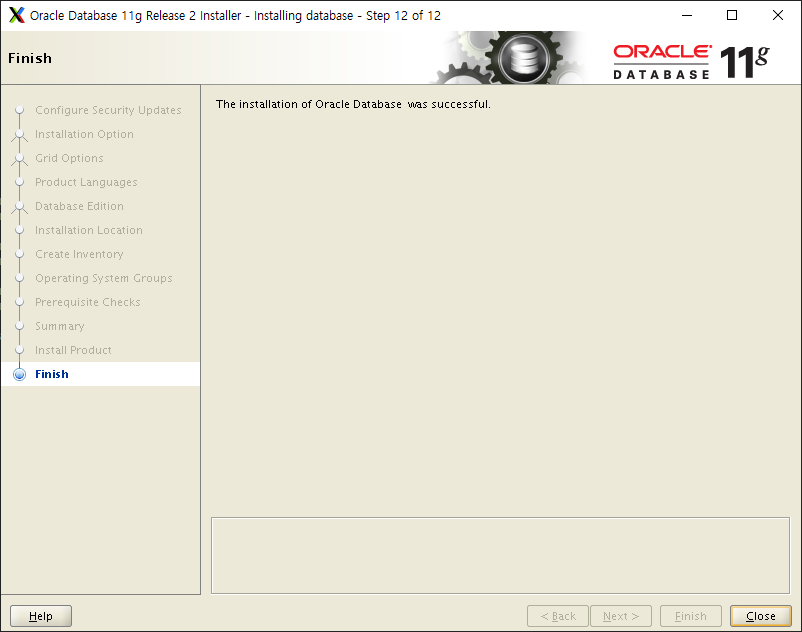 Oracle Database 11g Release 2 Installer - Installing database - Step 12 of 12
Finish
ORACLE
DATABASE
11g
Configure Security Updates
Installation Option
Grid Options
Product Languages
Database Edition
Installation Location
Create Inventory
Operating System Groups
Prerequisite Checks
Summary
Install Product
Finish
The installation of Oracle Database was successful.
Help
< Back
Next >
Finish
Close